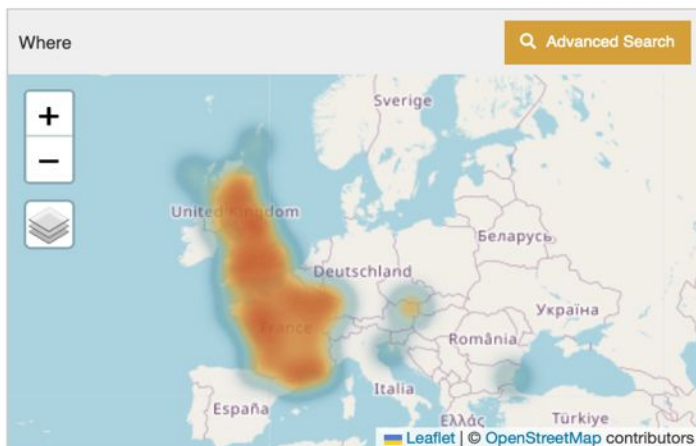 Where
Advanced Search
+
−
Sverige
United Kingdom
Беларусь
Deutschland
Україна
France
România
Italia
España
Ελλάς
Türkiye
Leaflet | © OpenStreetMap contributors